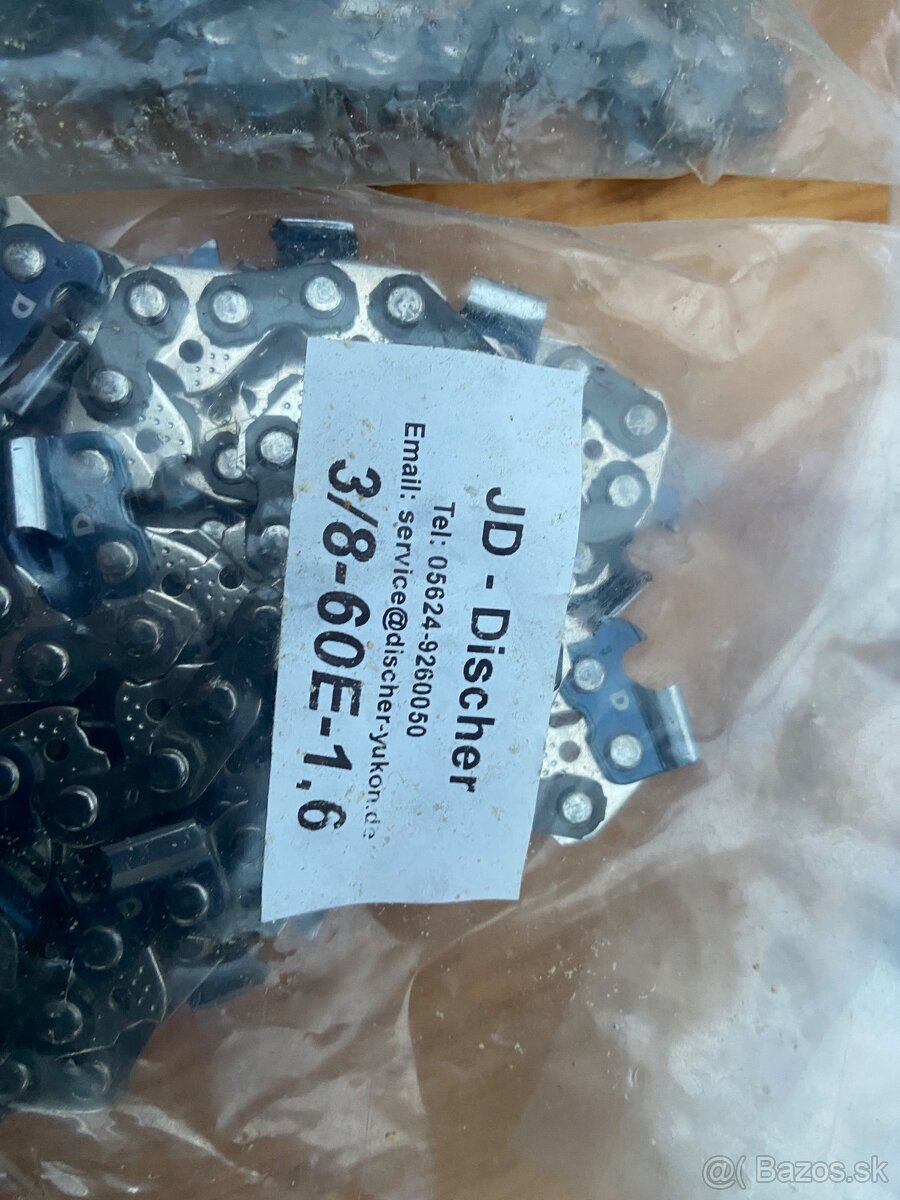 JD - Discher
Tel: 05624-9260050
Email: service@discher-yukon.de
3/8-60E-1,6
D
D
D
@( Bazos.sk